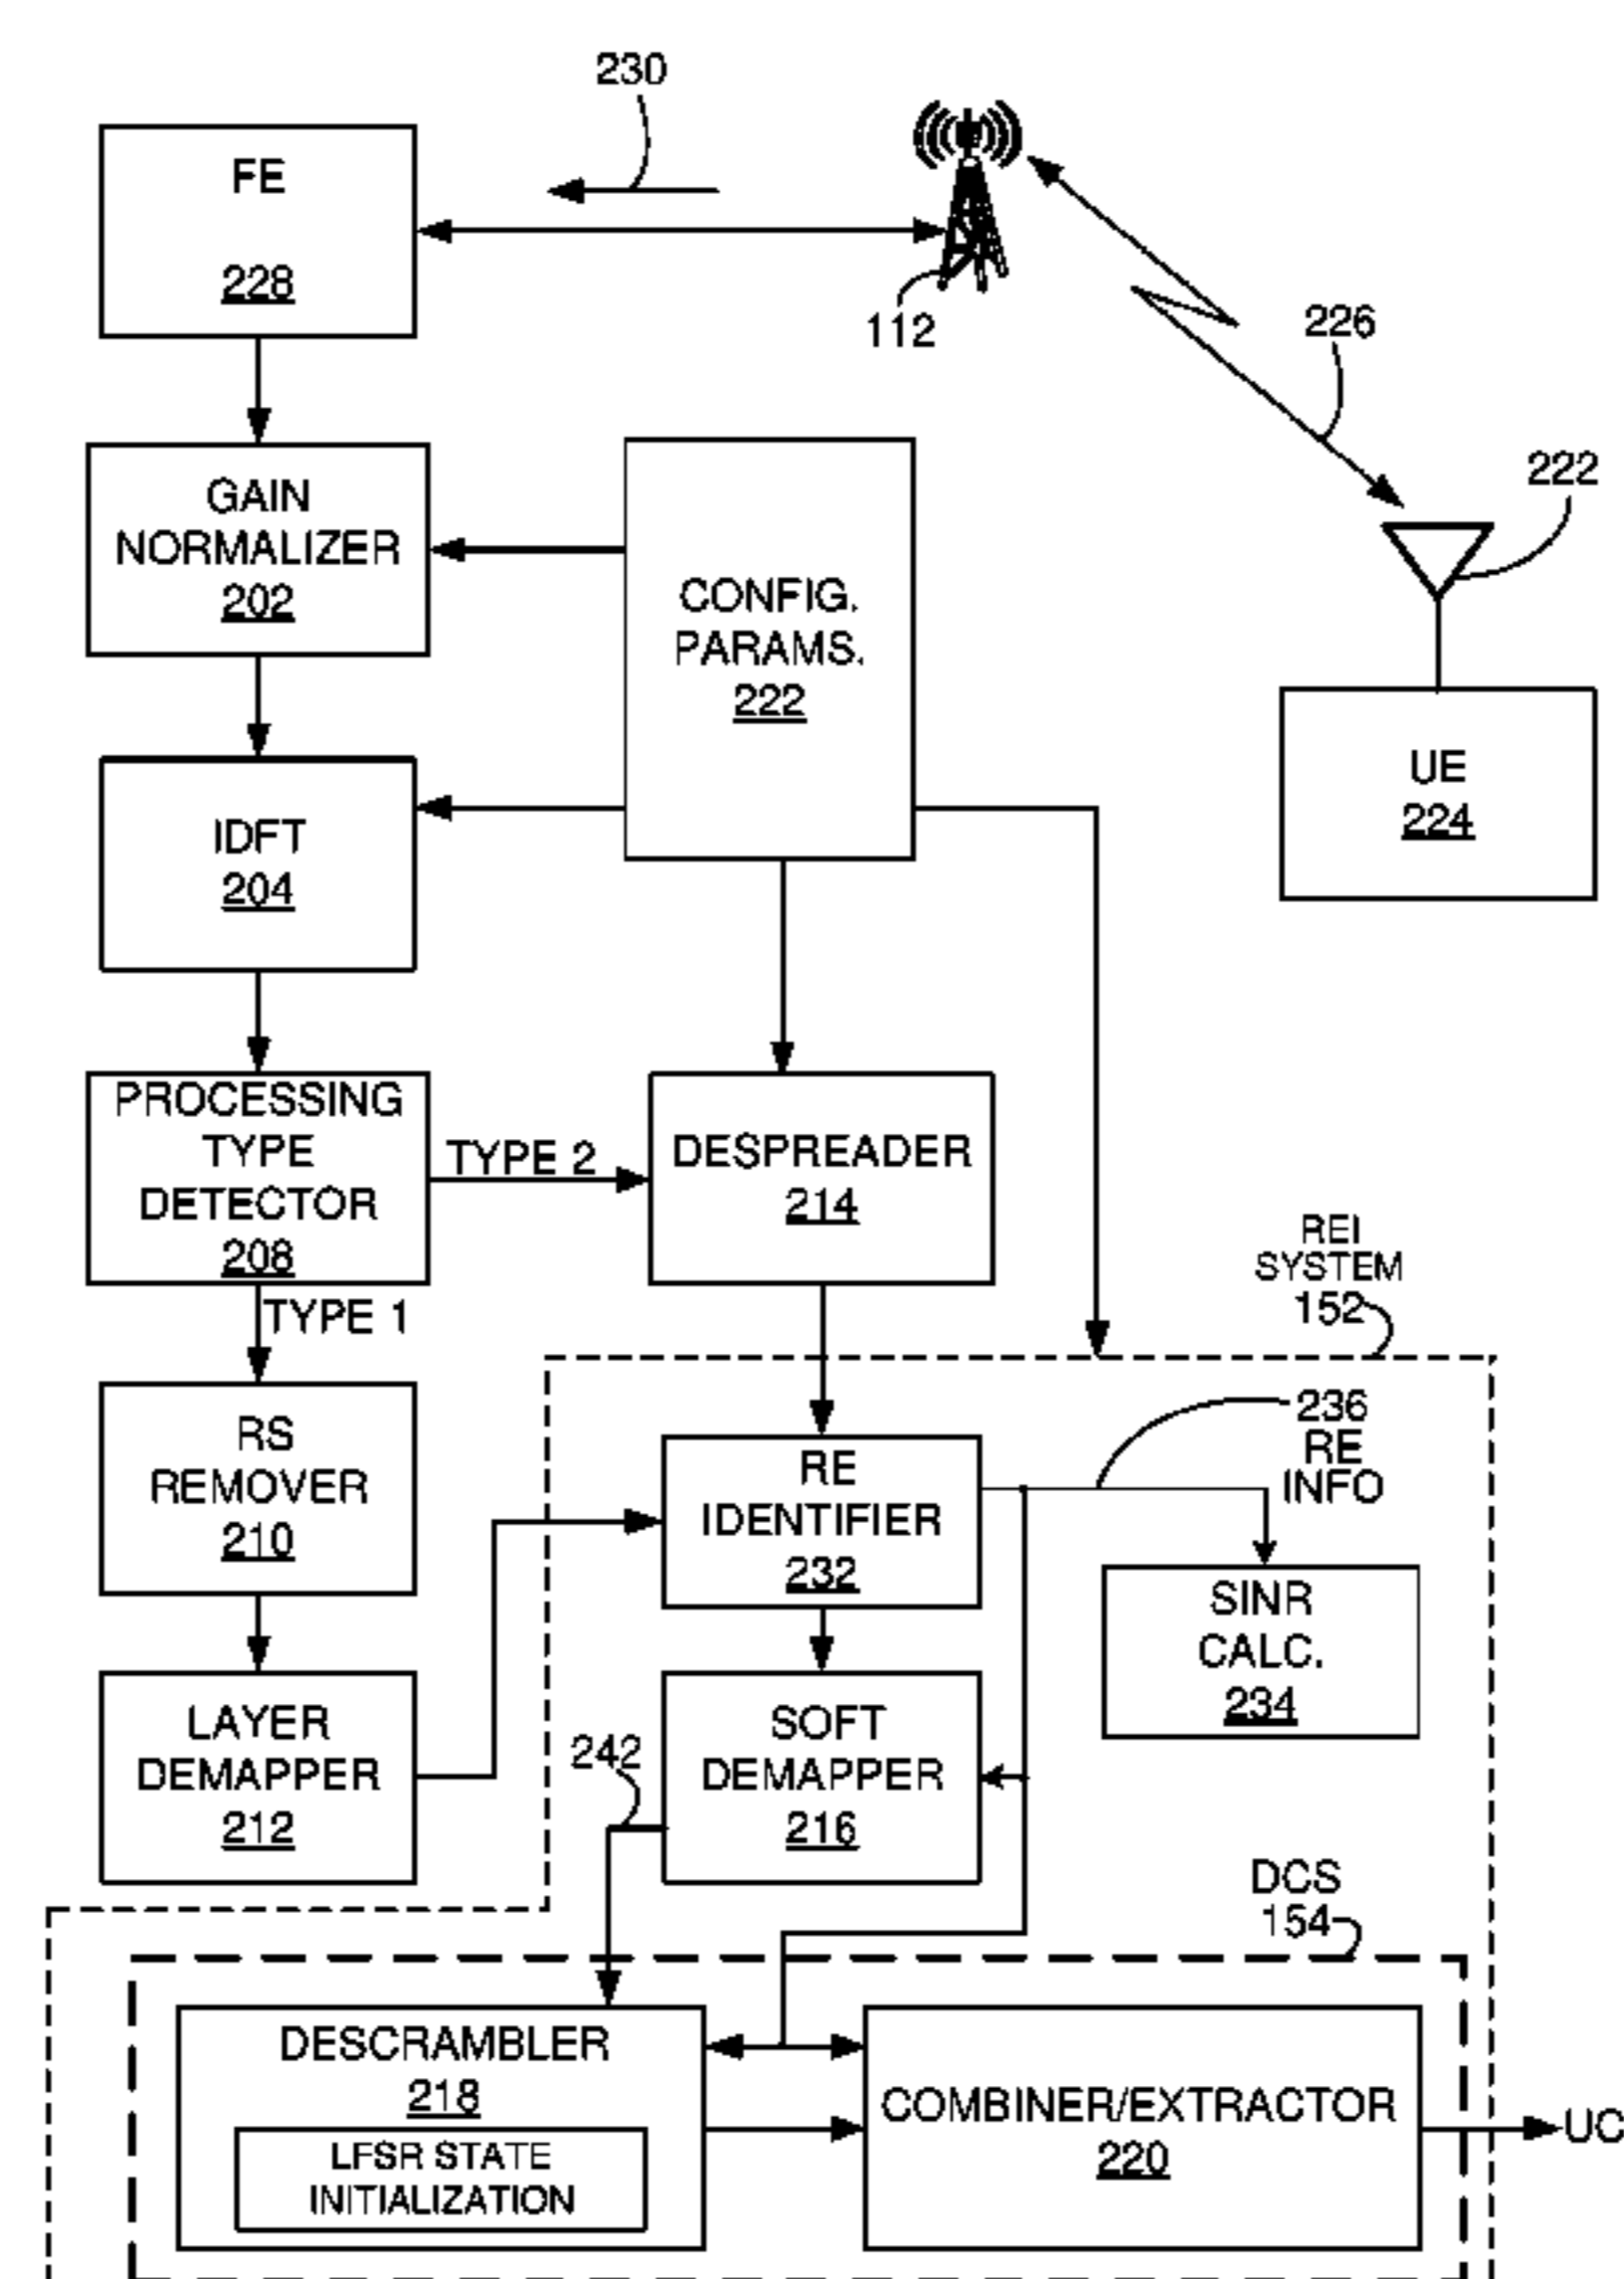 230
FE
228
112
226
222
GAIN
NORMALIZER
202
CONFIG.
PARAMS.
222
UE
224
IDFT
204
PROCESSING
TYPE
DETECTOR
208
TYPE 2
DESPREADER
214
TYPE 1
REI
SYSTEM
152
RS
REMOVER
210
RE
IDENTIFIER
232
236
RE
INFO
SINR
CALC.
234
LAYER
DEMAPPER
212
242
SOFT
DEMAPPER
216
DCS
154
DESCRAMBLER
218
LFSR STATE
INITIALIZATION
COMBINER/EXTRACTOR
220